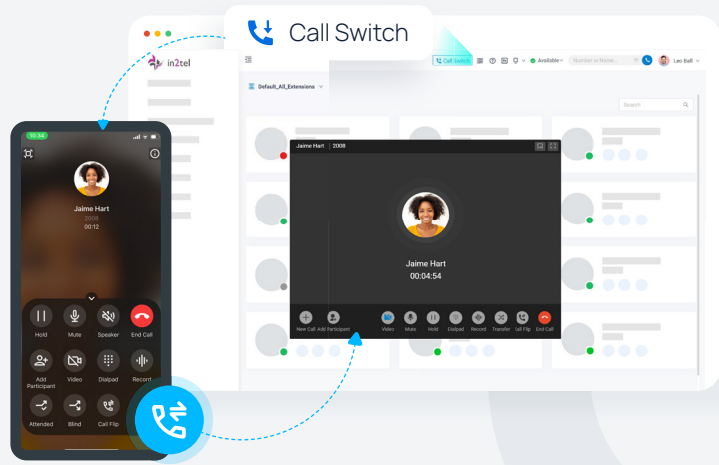 Call Switch
in2tel
Call Switch
Available
Number or Name...
Leo Ball
Default_All_Extensions
Search
Jaime Hart 2008
Jaime Hart
00:04:54
New Call Add Participant Video Mute Hold Dialpad Record Transfer Call Flip End Call
10:34
Jaime Hart
2008
00:12
Hold Mute Speaker End Call
Add Participant Video Dialpad Record
Attended Blind Call Flip